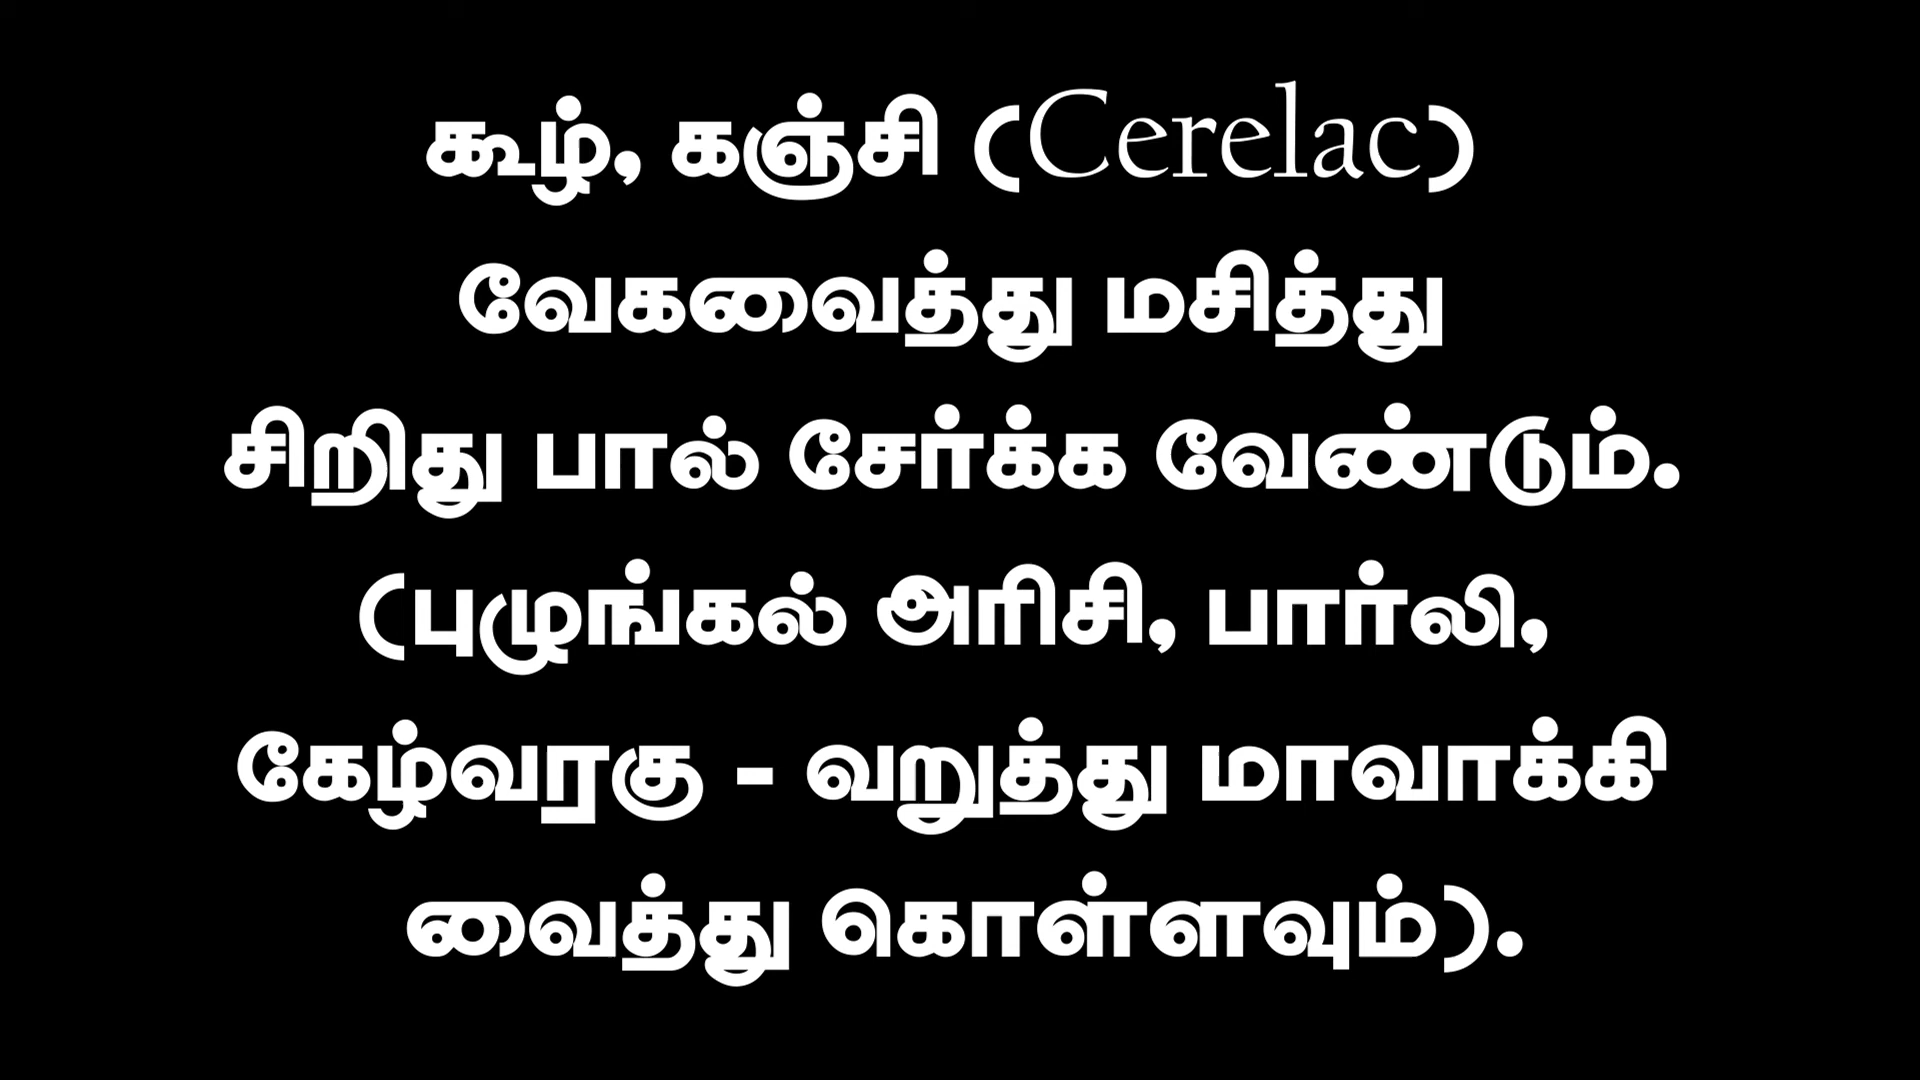 கூழ், கஞ்சி (Cerelac)
வேகவைத்து மசித்து
சிறிது பால் சேர்க்க வேண்டும்.
(புழுங்கல் அரிசி, பார்லி,
கேழ்வரகு - வறுத்து மாவாக்கி
வைத்து கொள்ளவும்).